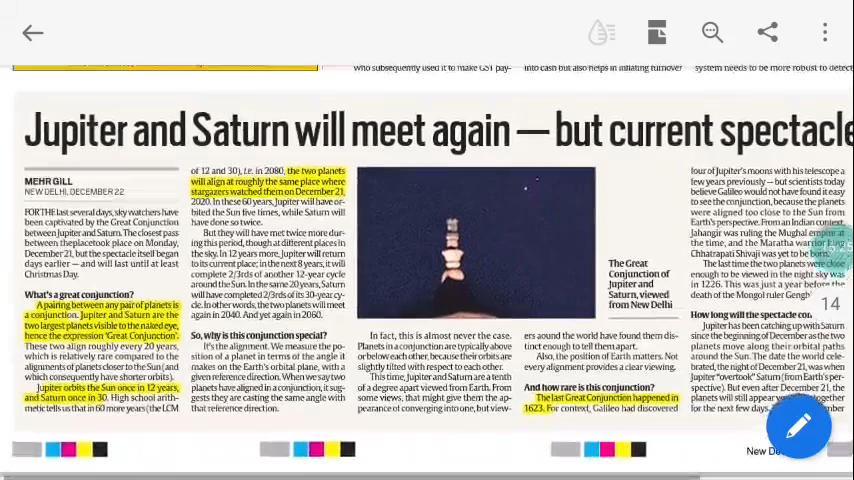 who subsequently used it to make GST pay-
into cash but also helps in inflating turnover
system needs to be more robust to detect
Jupiter and Saturn will meet again — but current spectacle
MEHR GILL
NEW DELHI, DECEMBER 22
FOR THE last several days, sky watchers have
been captivated by the Great Conjunction
between Jupiter and Saturn. The closest pass
between the place took place on Monday,
December 21, but the spectacle itself began
days earlier — and will last until at least
Christmas Day.
What's a great conjunction?
A pairing between any pair of planets is
a conjunction. Jupiter and Saturn are the
two largest planets visible to the naked eye,
hence the expression 'Great Conjunction'.
These two align roughly every 20 years,
which is relatively rare compared to the
alignments of planets closer to the Sun (and
which consequently have shorter orbits).
Jupiter orbits the Sun once in 12 years,
and Saturn once in 30. High school arith-
metic tells us that in 60 more years (the LCM
of 12 and 30), i.e. in 2080, the two planets
will align at roughly the same place where
stargazers watched them on December 21,
2020. In these 60 years, Jupiter will have or-
bited the Sun five times, while Saturn will
have done so twice.
But they will have met twice more dur-
ing this period, though at different places in
the sky. In 12 years more, Jupiter will return
to its current place; in the next 8 years, it will
complete 2/3rds of another 12-year cycle
around the Sun. In the same 20 years, Saturn
will have completed 2/3rds of its 30-year cy-
cle. In other words, the two planets will meet
again in 2040. And yet again in 2060.
So, why is this conjunction special?
It's the alignment. We measure the po-
sition of a planet in terms of the angle it
makes on the Earth's orbital plane, with a
given reference direction. When we say two
planets have aligned in a conjunction, it sug-
gests they are casting the same angle with
that reference direction.
The Great
Conjunction of
Jupiter and
Saturn, viewed
from New Delhi
In fact, this is almost never the case.
Planets in a conjunction are typically above
or below each other, because their orbits are
slightly tilted with respect to each other.
This time, Jupiter and Saturn are a tenth
of a degree apart viewed from Earth. From
some views, that might give them the ap-
pearance of converging into one, but view-
ers around the world have found them dis-
tinct enough to tell them apart.
Also, the position of Earth matters. Not
every alignment provides a clear viewing.
And how rare is this conjunction?
The last Great Conjunction happened in
1623. For context, Galileo had discovered
four of Jupiter's moons with his telescope a
few years previously — but scientists today
believe Galileo would not have found it easy
to see the conjunction, because the planets
were aligned too close to the Sun from
Earth's perspective. From an Indian context,
Jahangir was ruling the Mughal empire at
the time, and the Maratha warrior king
Chhatrapati Shivaji was yet to be born.
The last time the two planets were close
enough to be viewed in the night sky was
in 1226. This was just a year before the
death of the Mongol ruler Gengh
How long will the spectacle con
Jupiter has been catching up with Saturn
since the beginning of December as the two
planets move along their orbital paths
around the Sun. The date the world cele-
brated, the night of December 21, was when
Jupiter "overtook" Saturn (from Earth's per-
spective). But even after December 21, the
planets will still appear very close together
for the next few days.
14
New De